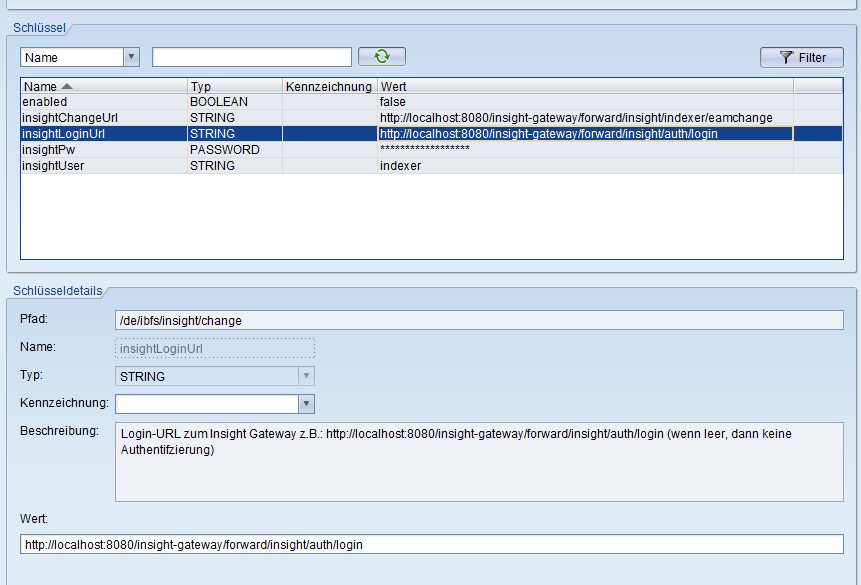 Schlüssel
Name
Filter
Name Typ Kennzeichnung Wert
enabled BOOLEAN false
insightChangeUrl STRING http://localhost:8080/insight-gateway/forward/insight/indexer/eamchange
insightLoginUrl STRING http://localhost:8080/insight-gateway/forward/insight/auth/login
insightPw PASSWORD ******************
insightUser STRING indexer
Schlüsseldetails
Pfad: /de/ibfs/insight/change
Name: insightLoginUrl
Typ: STRING
Kennzeichnung:
Beschreibung: Login-URL zum Insight Gateway z.B.: http://localhost:8080/insight-gateway/forward/insight/auth/login (wenn leer, dann keine
Authentifzierung)
Wert:
http://localhost:8080/insight-gateway/forward/insight/auth/login